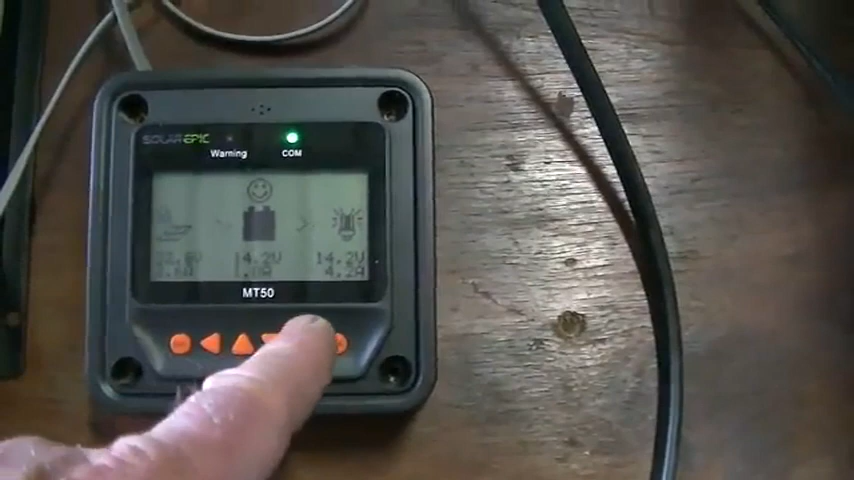 SOLAR EPIC
Warning COM
14.2V 14.2V
4.2A
MT50